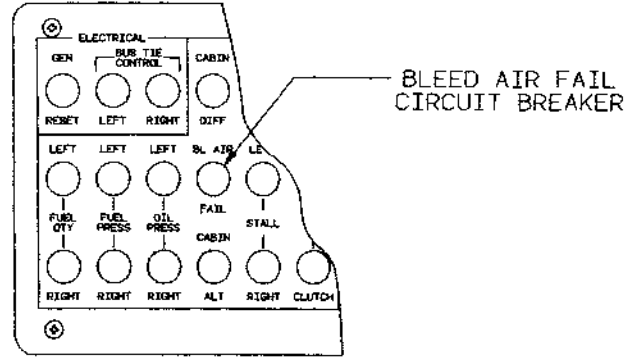 ELECTRICAL
GEN
BUS TIE
CONTROL
CABIN
RESET
LEFT
RIGHT
DIFF
BLEED AIR FAIL
CIRCUIT BREAKER
LEFT
LEFT
LEFT
BL AIR
LE
FUEL
QTY
FUEL
PRESS
OIL
PRESS
FAIL
STALL
CABIN
RIGHT
RIGHT
RIGHT
ALT
RIGHT
CLUTCH